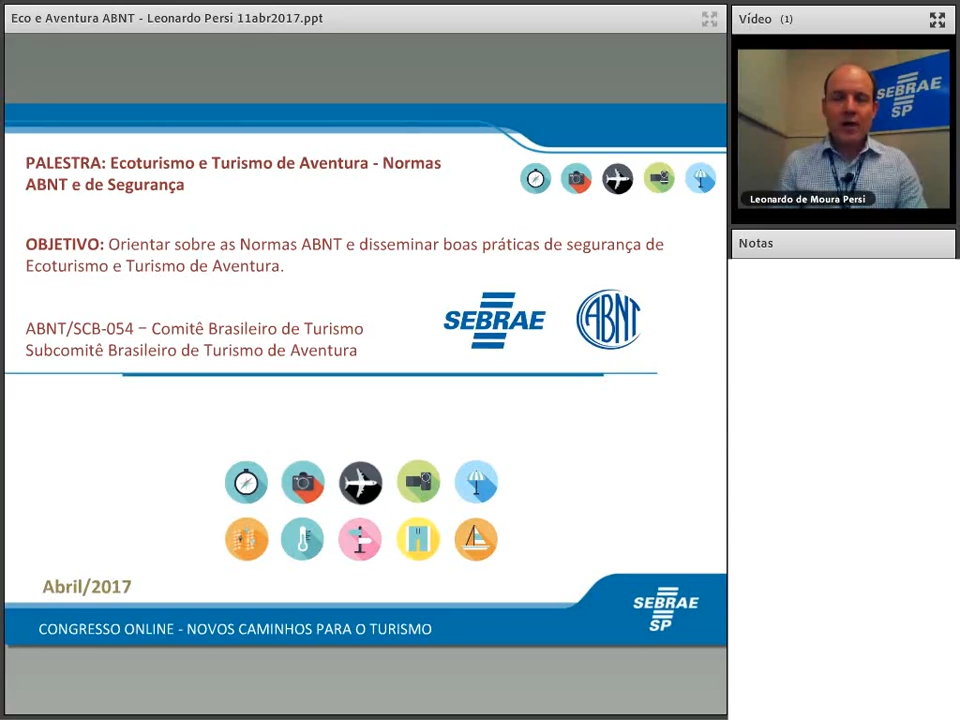 Eco e Aventura ABNT - Leonardo Persi 11abr2017.ppt
Vídeo (1)
SEBRAE
SP
Leonardo de Moura Persi
Notas
PALESTRA: Ecoturismo e Turismo de Aventura - Normas
ABNT e de Segurança
OBJETIVO: Orientar sobre as Normas ABNT e disseminar boas práticas de segurança de
Ecoturismo e Turismo de Aventura.
SEBRAE
ABNT
ABNT/SCB-054 – Comitê Brasileiro de Turismo
Subcomitê Brasileiro de Turismo de Aventura
Abril/2017
SEBRAE
SP
CONGRESSO ONLINE - NOVOS CAMINHOS PARA O TURISMO